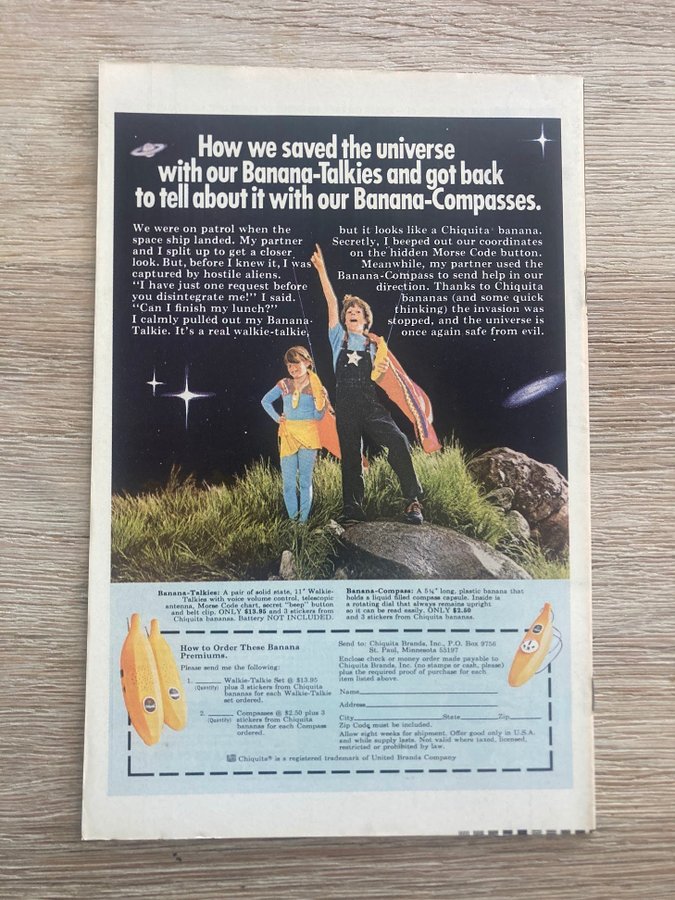 How we saved the universe
with our Banana-Talkies and got back
to tell about it with our Banana-Compasses.
We were on patrol when the
space ship landed. My partner
and I split up to get a closer
look. But, before I knew it, I was
captured by hostile aliens.
"I have just one request before
you disintegrate me!" I said.
"Can I finish my lunch?"
I calmly pulled out my Banana-
Talkie. It's a real walkie-talkie,
but it looks like a Chiquita banana.
Secretly, I beeped out our coordinates
on the hidden Morse Code button.
Meanwhile, my partner used the
Banana-Compass to send help in our
direction. Thanks to Chiquita
bananas (and some quick
thinking) the invasion was
stopped, and the universe is
once again safe from evil.
Banana-Talkies: A pair of solid state, 11" Walkie-
Talkies with voice volume control, telescopic
antenna, Morse Code chart, secret "beep" button
and belt clip. ONLY $13.95 and 3 stickers from
Chiquita bananas. Battery NOT INCLUDED.
Banana-Compass: A 5¼" long, plastic banana that
holds a liquid filled compass capsule. Inside is
a rotating dial that always remains upright
so it can be read easily. ONLY $2.50
and 3 stickers from Chiquita bananas.
How to Order These Banana
Premiums.
Please send me the following:
1. ____ Walkie-Talkie Set @ $13.95
(Quantity) plus 3 stickers from Chiquita
bananas for each Walkie-Talkie
set ordered.
2. ____ Compasses @ $2.50 plus 3
(Quantity) stickers from Chiquita
bananas for each Compass
ordered.
Send to: Chiquita Brands, Inc., P.O. Box 9756
St. Paul, Minnesota 55197
Enclose check or money order made payable to
Chiquita Brands, Inc. (no stamps or cash, please)
plus the required proof of purchase for each
item listed above.
Name
Address
City State Zip
Zip Code must be included.
Allow eight weeks for shipment. Offer good only in U.S.A.
and while supply lasts. Not valid where taxed, licensed,
restricted or prohibited by law.
Chiquita® is a registered trademark of United Brands Company